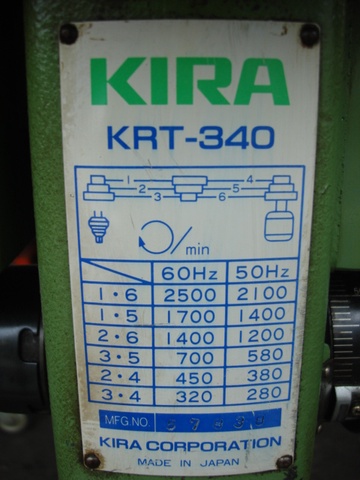 KIRA
KRT-340
1 4
2 5
3 6
/min
60Hz 50Hz
1·6 2500 2100
1·5 1700 1400
2·6 1400 1200
3·5 700 580
2·4 450 380
3·4 320 280
MFG.NO.
KIRA CORPORATION
MADE IN JAPAN